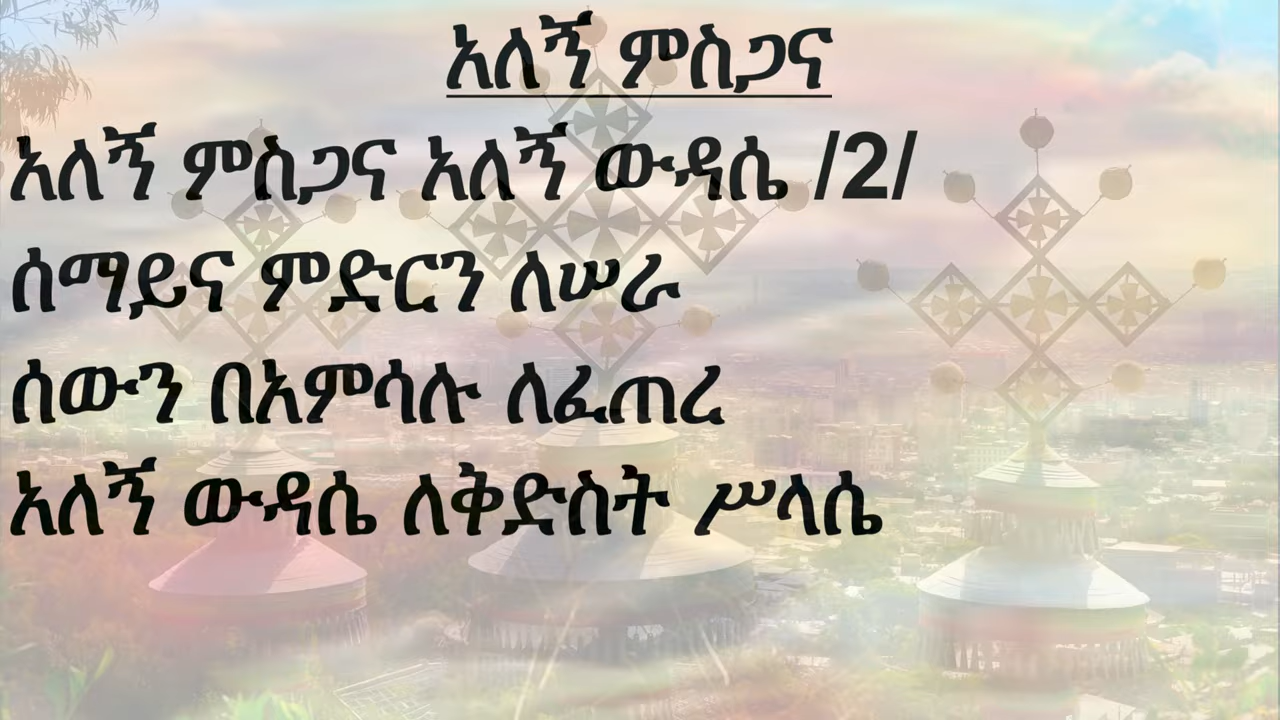 አለኝ ምስጋና
አለኝ ምስጋና አለኝ ውዳሴ /2/
ሰማይና ምድርን ለሠራ
ሰውን በአምሳሉ ለፈጠረ
አለኝ ውዳሴ ለቅድስት ሥላሴ